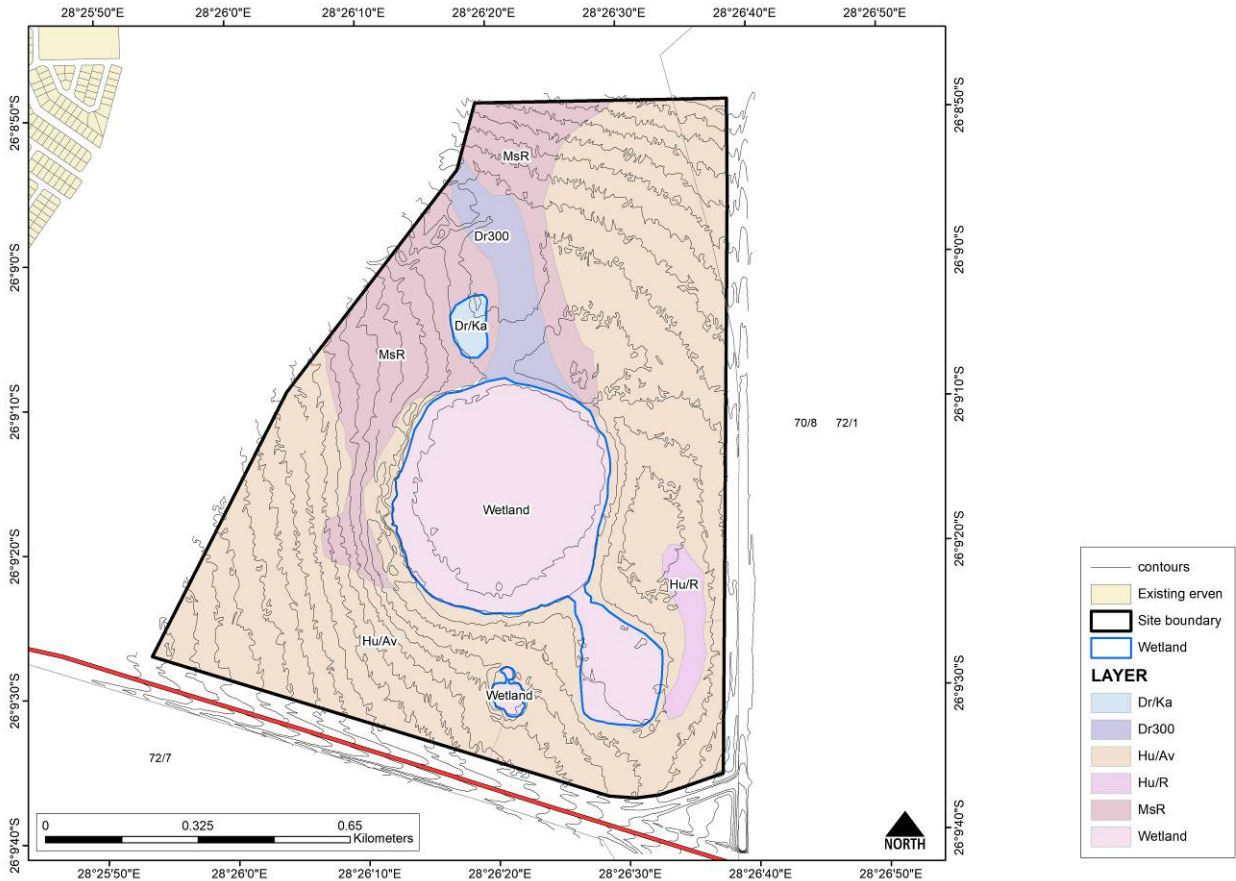 28°25'50"E 28°26'0"E 28°26'10"E 28°26'20"E 28°26'30"E 28°26'40"E 28°26'50"E
26°8'50"S
26°8'50"S
MsR
Dr300
26°9'0"S
26°9'0"S
Dr/Ka
MsR
26°9'10"S
26°9'10"S
70/8 72/1
Wetland
26°9'20"S
26°9'20"S
Hu/R
Hu/Av
Wetland
26°9'30"S
26°9'30"S
72/7
0 0.325 0.65
Kilometers
NORTH
26°9'40"S
26°9'40"S
28°25'50"E 28°26'0"E 28°26'10"E 28°26'20"E 28°26'30"E 28°26'40"E 28°26'50"E
contours
Existing erven
Site boundary
Wetland
LAYER
Dr/Ka
Dr300
Hu/Av
Hu/R
MsR
Wetland